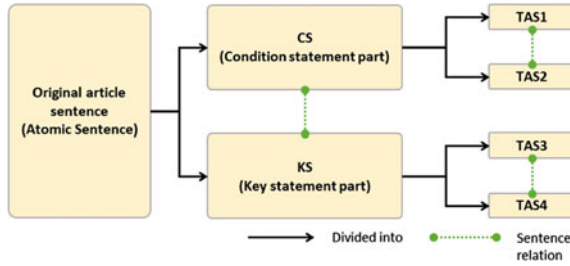 Original article
sentence
(Atomic Sentence)
CS
(Condition statement part)
KS
(Key statement part)
TAS1
TAS2
TAS3
TAS4
Divided into
Sentence
relation